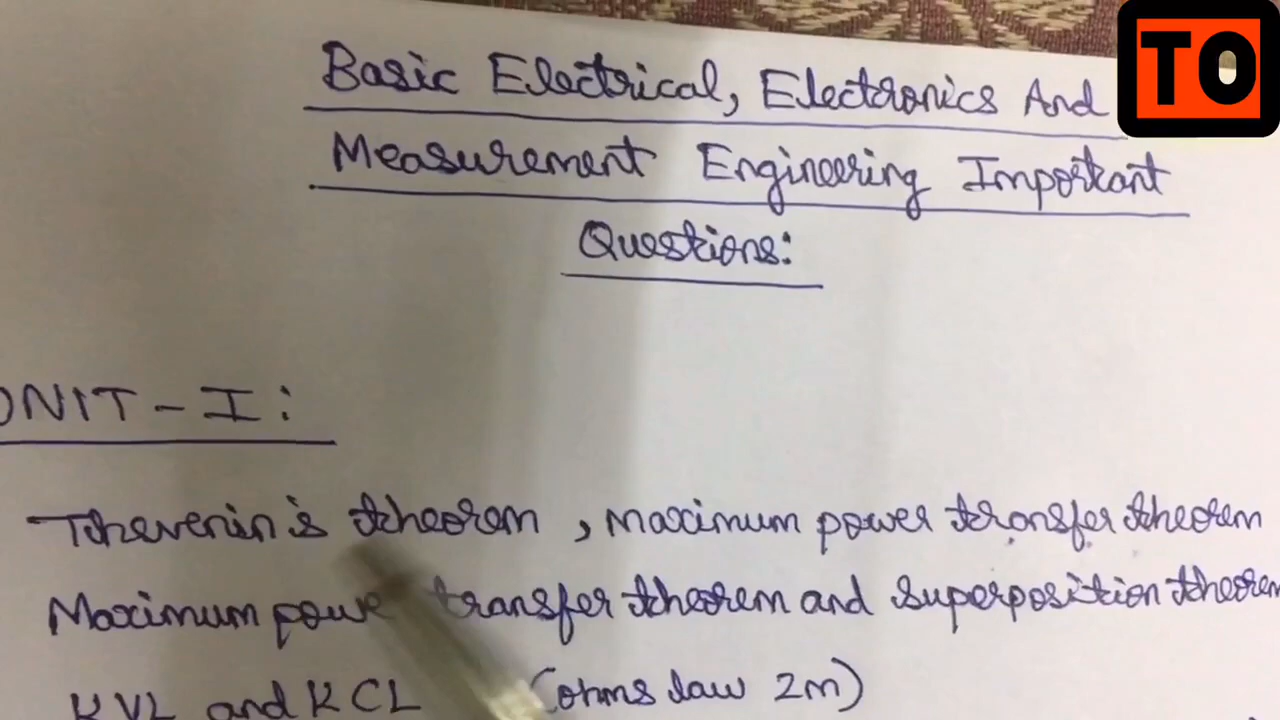 TO
Basic Electrical, Electronics And
Measurement Engineering Important
Questions:
UNIT-I:
Thevenin's theorem, Maximum power transfer theorem
Maximum power transfer theorem and Superposition theorem
KVL and KCL (ohms law 2m)